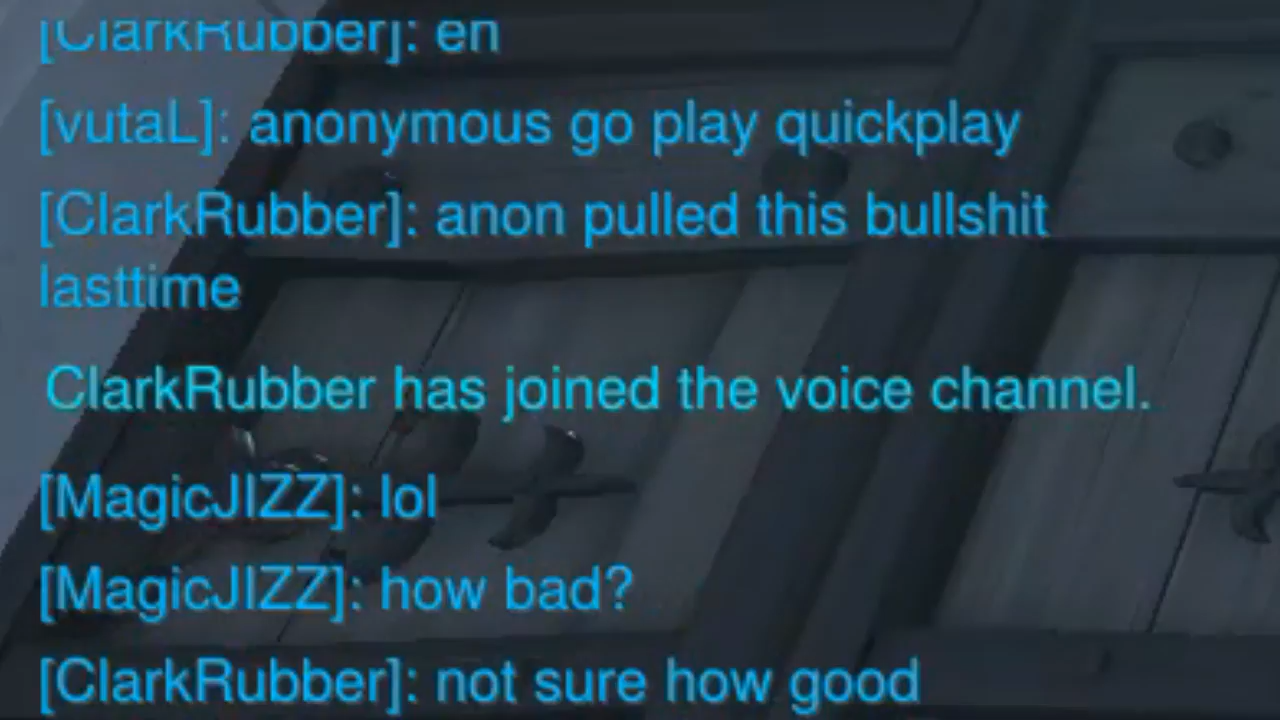 [ClarkRubber]: en
[vutaL]: anonymous go play quickplay
[ClarkRubber]: anon pulled this bullshit
lasttime
ClarkRubber has joined the voice channel.
[MagicJIZZ]: lol
[MagicJIZZ]: how bad?
[ClarkRubber]: not sure how good